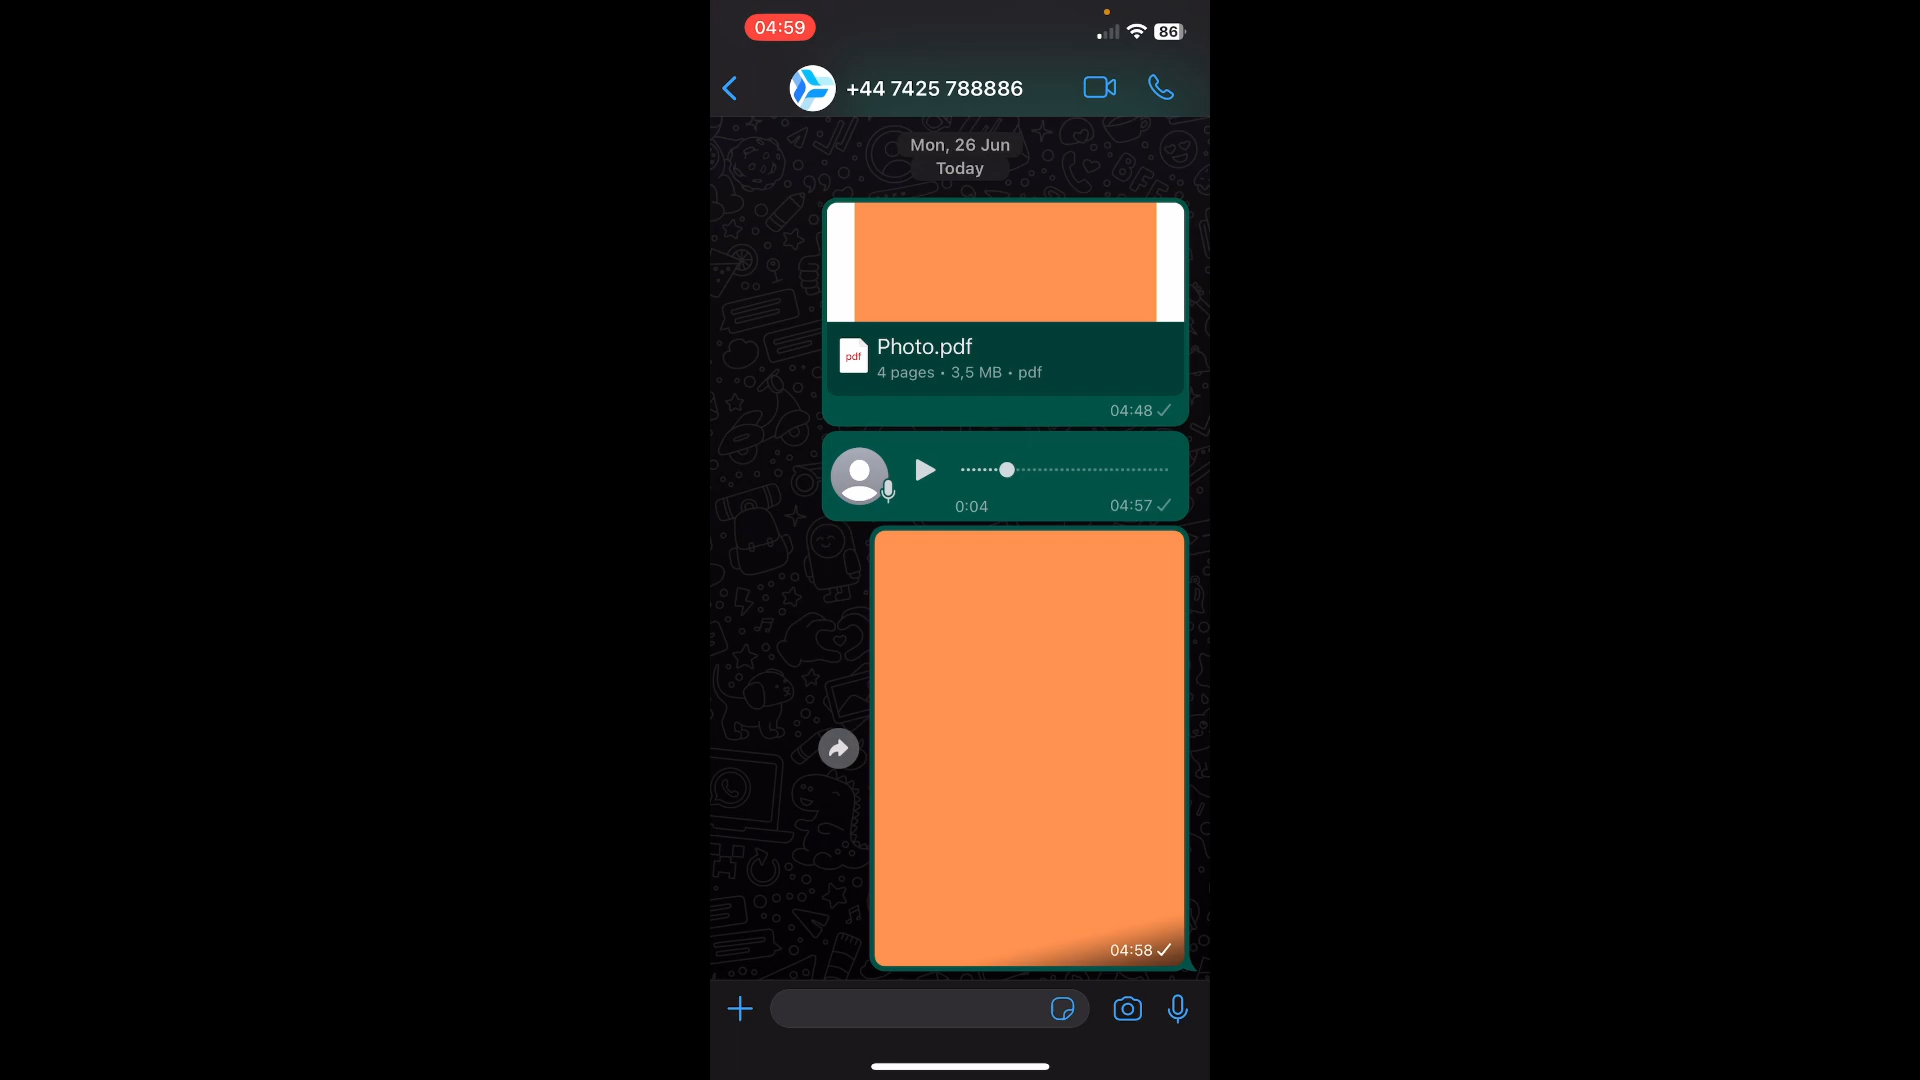 04:59
86
+44 7425 788886
Mon, 26 Jun
Today
Photo.pdf
pdf
4 pages • 3,5 MB • pdf
04:48
0:04
04:57
04:58